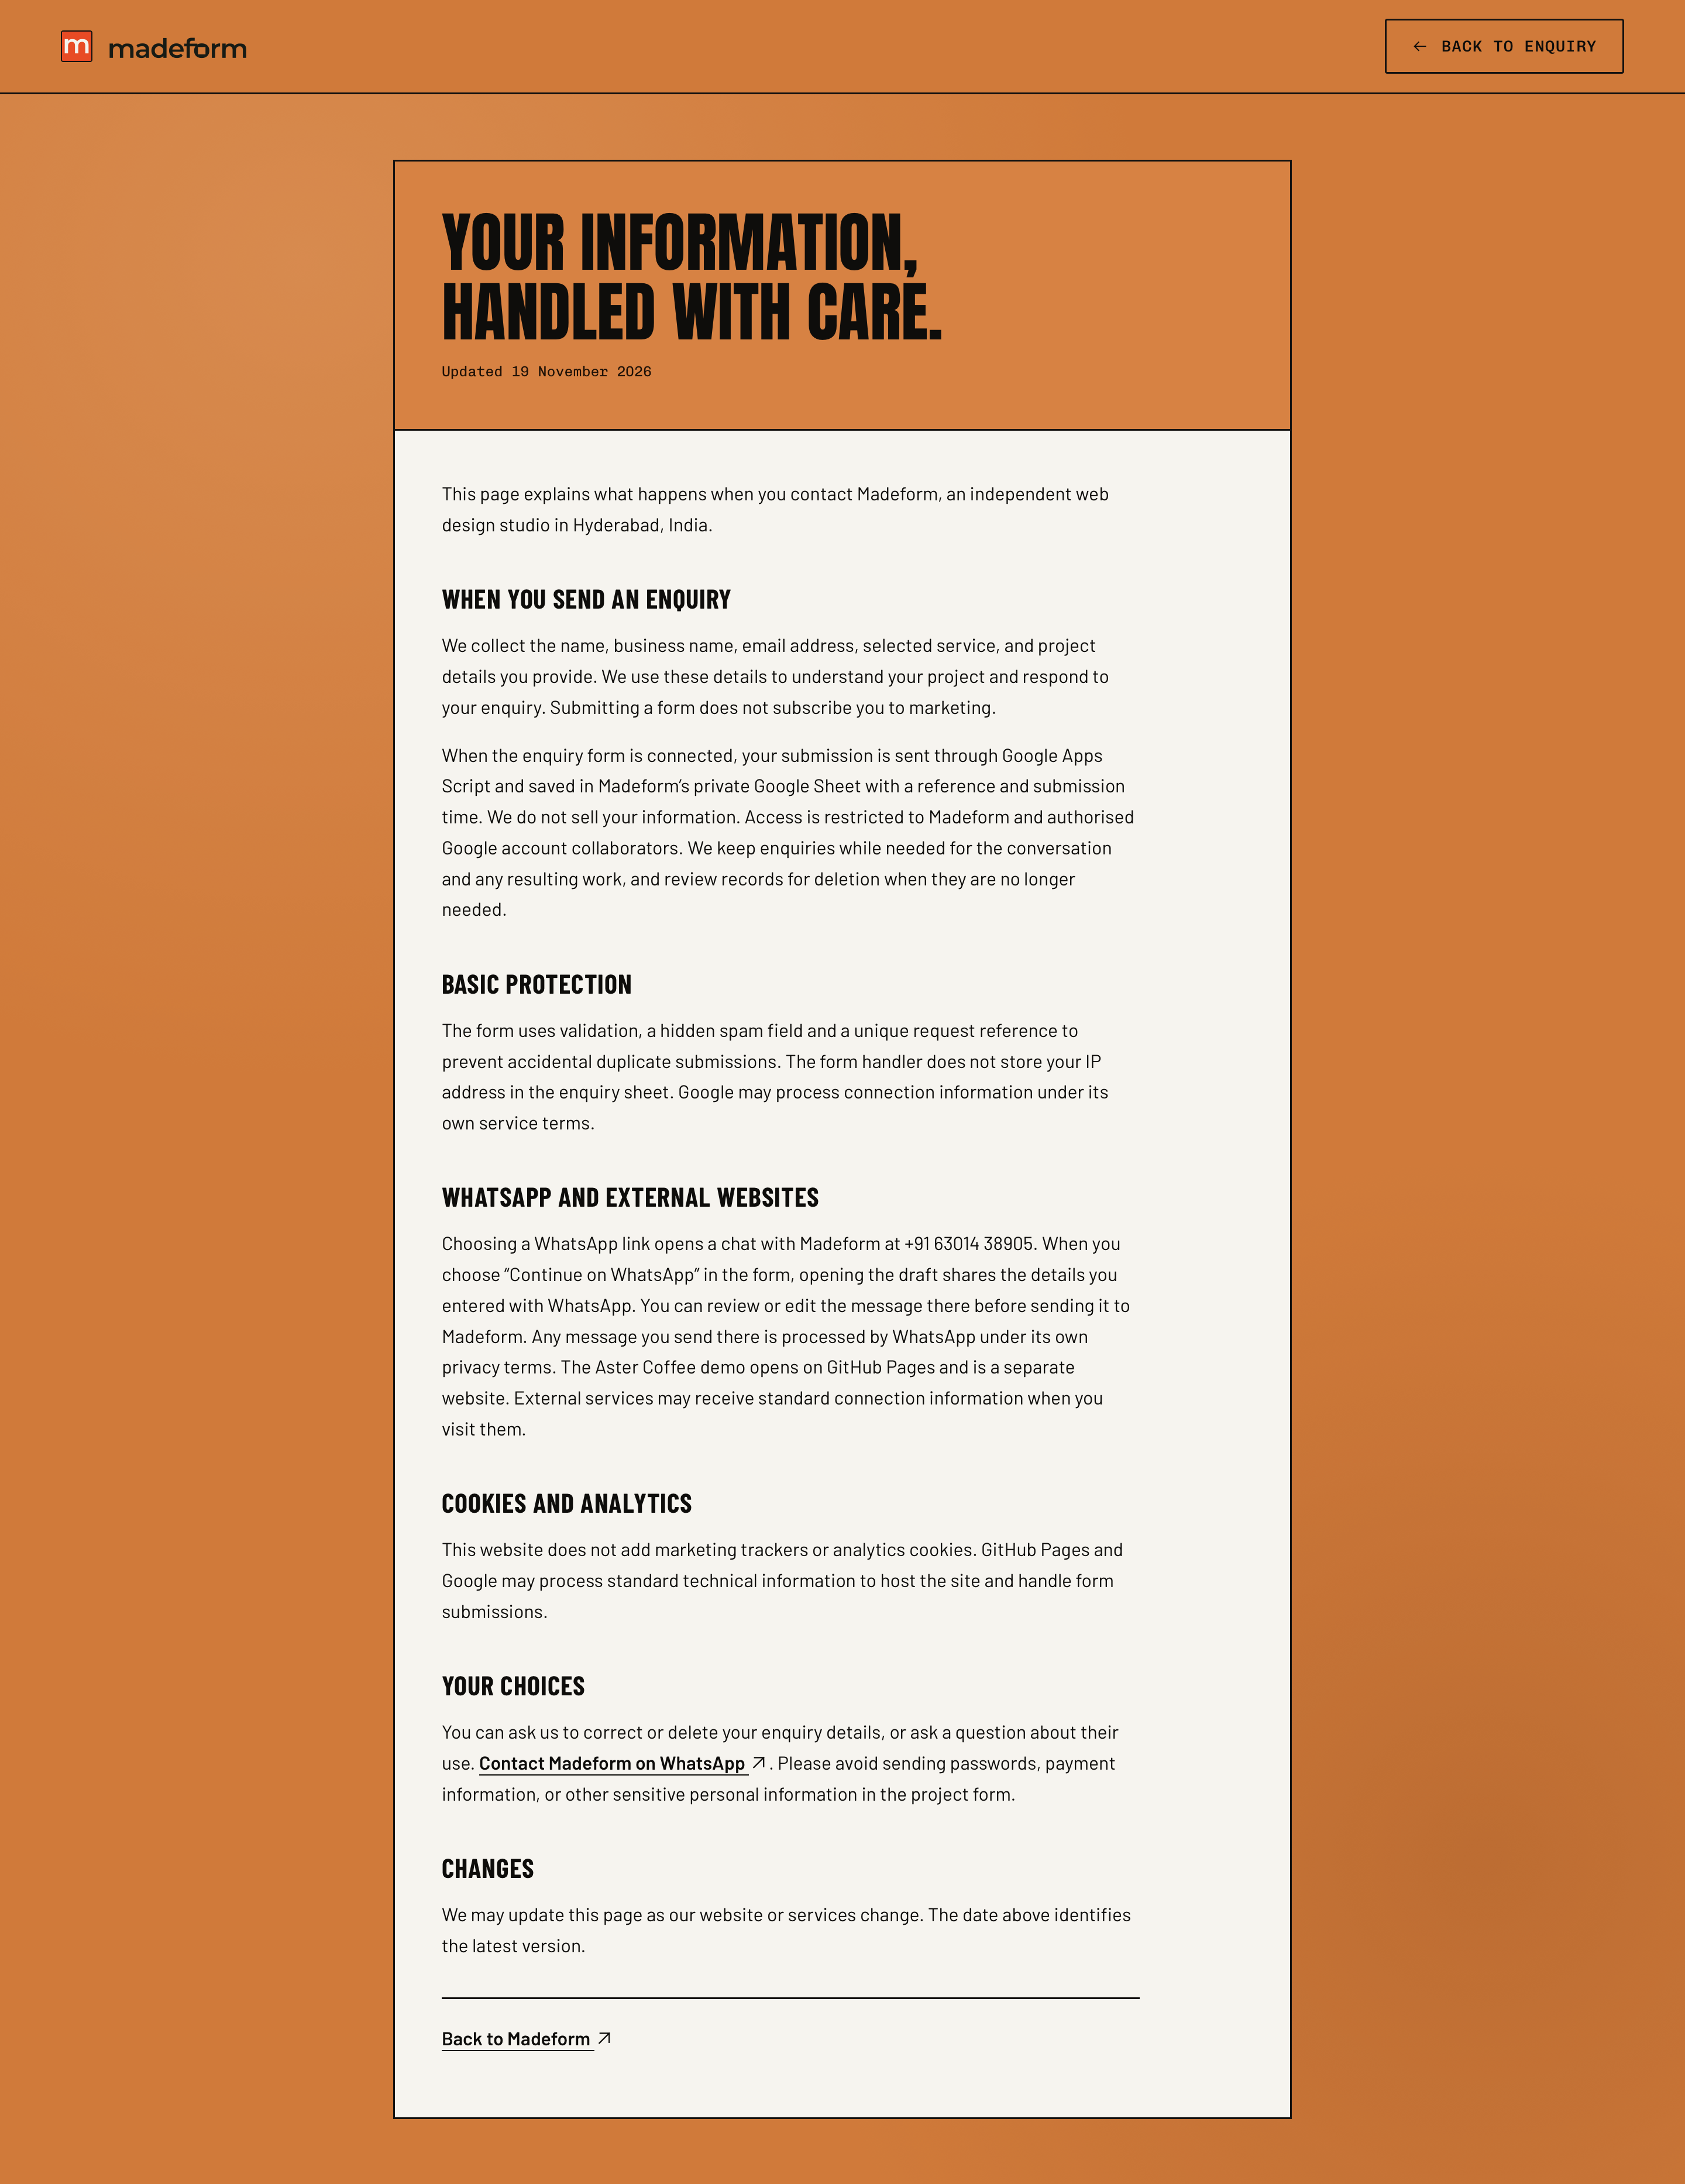 m madeform
← BACK TO ENQUIRY
YOUR INFORMATION,
HANDLED WITH CARE.
Updated 19 November 2026
This page explains what happens when you contact Madeform, an independent web
design studio in Hyderabad, India.
WHEN YOU SEND AN ENQUIRY
We collect the name, business name, email address, selected service, and project
details you provide. We use these details to understand your project and respond to
your enquiry. Submitting a form does not subscribe you to marketing.
When the enquiry form is connected, your submission is sent through Google Apps
Script and saved in Madeform’s private Google Sheet with a reference and submission
time. We do not sell your information. Access is restricted to Madeform and authorised
Google account collaborators. We keep enquiries while needed for the conversation
and any resulting work, and review records for deletion when they are no longer
needed.
BASIC PROTECTION
The form uses validation, a hidden spam field and a unique request reference to
prevent accidental duplicate submissions. The form handler does not store your IP
address in the enquiry sheet. Google may process connection information under its
own service terms.
WHATSAPP AND EXTERNAL WEBSITES
Choosing a WhatsApp link opens a chat with Madeform at +91 63014 38905. When you
choose “Continue on WhatsApp” in the form, opening the draft shares the details you
entered with WhatsApp. You can review or edit the message there before sending it to
Madeform. Any message you send there is processed by WhatsApp under its own
privacy terms. The Aster Coffee demo opens on GitHub Pages and is a separate
website. External services may receive standard connection information when you
visit them.
COOKIES AND ANALYTICS
This website does not add marketing trackers or analytics cookies. GitHub Pages and
Google may process standard technical information to host the site and handle form
submissions.
YOUR CHOICES
You can ask us to correct or delete your enquiry details, or ask a question about their
use. Contact Madeform on WhatsApp ↗. Please avoid sending passwords, payment
information, or other sensitive personal information in the project form.
CHANGES
We may update this page as our website or services change. The date above identifies
the latest version.
Back to Madeform ↗